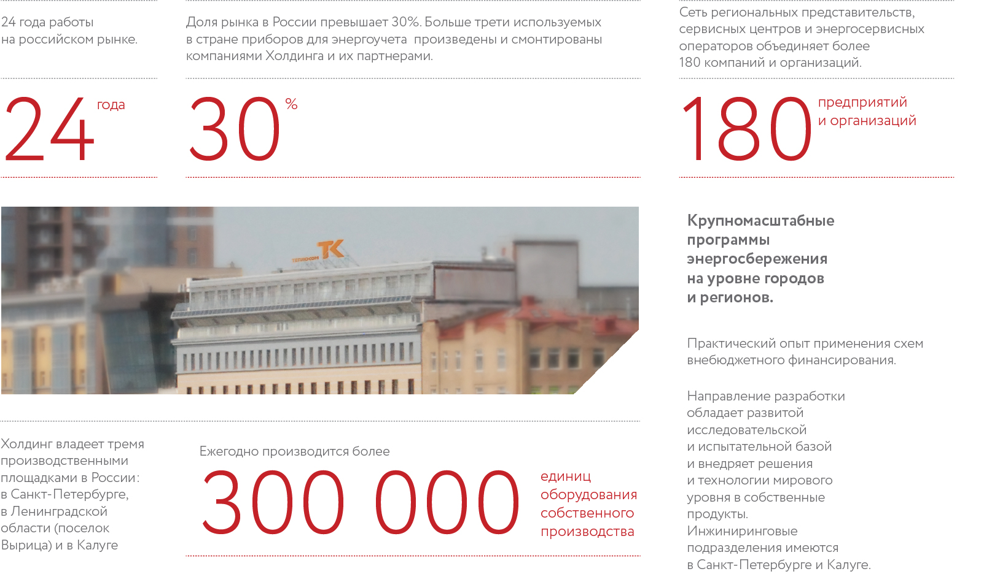 24 года работы
на российском рынке.
24 года
Доля рынка в России превышает 30%. Больше трети используемых
в стране приборов для энергоучета произведены и смонтированы
компаниями Холдинга и их партнерами.
30 %
Сеть региональных представительств,
сервисных центров и энергосервисных
операторов объединяет более
180 компаний и организаций.
180 предприятий
и организаций
ТК
ТЕПЛОКОМ
Крупномасштабные
программы
энергосбережения
на уровне городов
и регионов.
Практический опыт применения схем
внебюджетного финансирования.
Направление разработки
обладает развитой
исследовательской
и испытательной базой
и внедряет решения
и технологии мирового
уровня в собственные
продукты.
Инжиниринговые
подразделения имеются
в Санкт-Петербурге и Калуге.
Холдинг владеет тремя
производственными
площадками в России:
в Санкт-Петербурге,
в Ленинградской
области (поселок
Вырица) и в Калуге
Ежегодно производится более
300 000
единиц
оборудования
собственного
производства